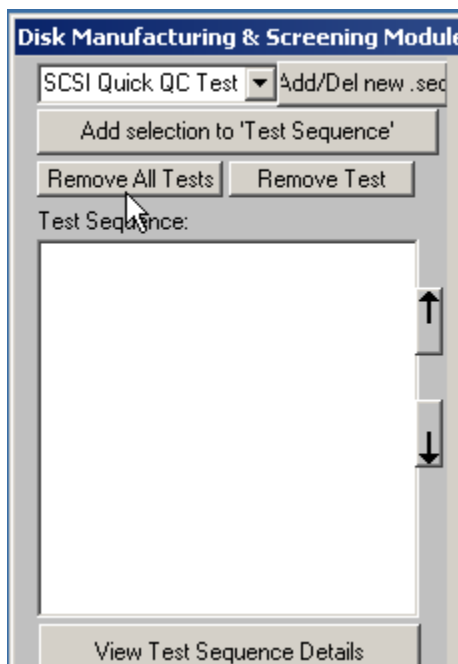 Disk Manufacturing & Screening Module
SCSI Quick QC Test Add/Del new .seq
Add selection to 'Test Sequence'
Remove All Tests Remove Test
Test Sequence:
View Test Sequence Details